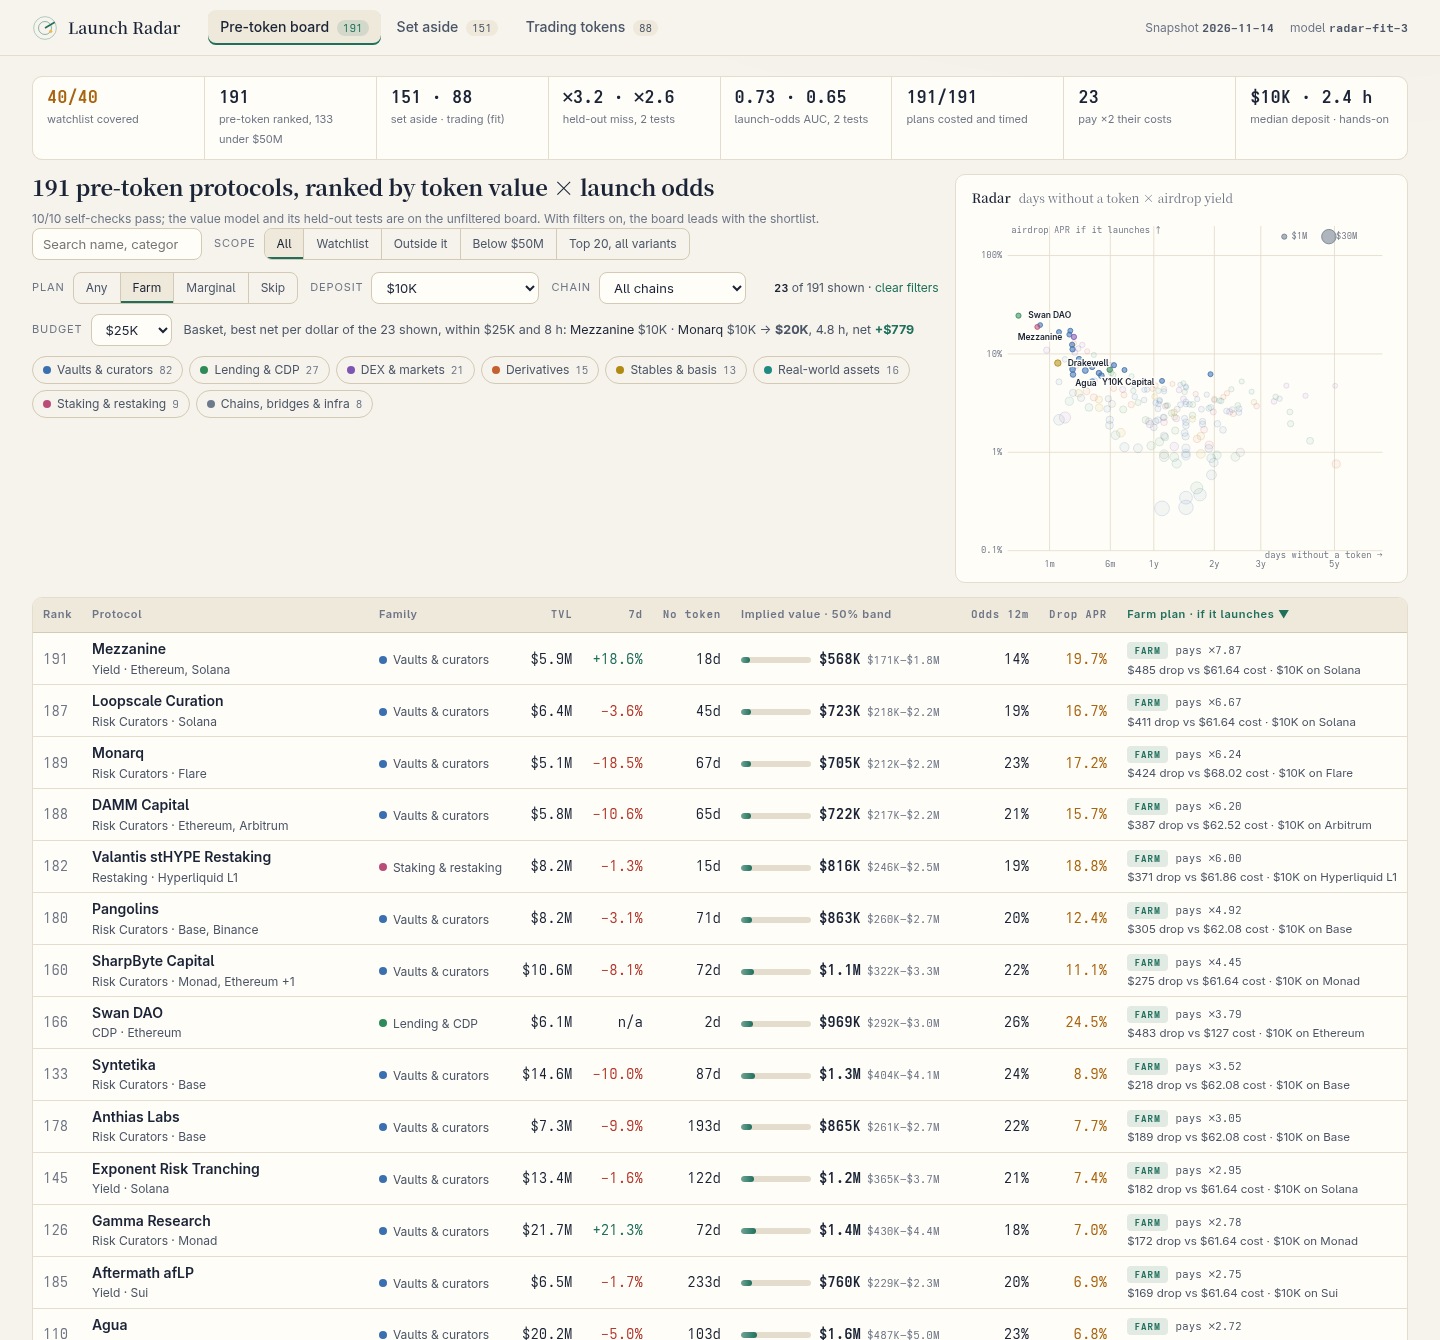 Launch Radar
Pre-token board 191
Set aside 151
Trading tokens 88
Snapshot 2026-11-14 model radar-fit-3
40/40
watchlist covered
191
pre-token ranked, 133
under $50M
151 · 88
set aside · trading (fit)
×3.2 · ×2.6
held-out miss, 2 tests
0.73 · 0.65
launch-odds AUC, 2 tests
191/191
plans costed and timed
23
pay ×2 their costs
$10K · 2.4 h
median deposit · hands-on
191 pre-token protocols, ranked by token value × launch odds
10/10 self-checks pass; the value model and its held-out tests are on the unfiltered board. With filters on, the board leads with the shortlist.
Search name, categor
SCOPE All Watchlist Outside it Below $50M Top 20, all variants
PLAN Any Farm Marginal Skip DEPOSIT $10K CHAIN All chains 23 of 191 shown · clear filters
BUDGET $25K Basket, best net per dollar of the 23 shown, within $25K and 8 h: Mezzanine $10K · Monarq $10K → $20K, 4.8 h, net +$779
Vaults & curators 82
Lending & CDP 27
DEX & markets 21
Derivatives 15
Stables & basis 13
Real-world assets 16
Staking & restaking 9
Chains, bridges & infra 8
Radar days without a token × airdrop yield
airdrop APR if it launches ↑
$1M $30M
100%
Swan DAO
Mezzanine
10%
Drakewell
Agua Y10K Capital
1%
0.1%
days without a token →
1m 6m 1y 2y 3y 5y
Rank Protocol Family TVL 7d No token Implied value · 50% band Odds 12m Drop APR Farm plan · if it launches ▼
191 Mezzanine Vaults & curators $5.9M +18.6% 18d $568K $171K–$1.8M 14% 19.7% FARM pays ×7.87
Yield · Ethereum, Solana $485 drop vs $61.64 cost · $10K on Solana
187 Loopscale Curation Vaults & curators $6.4M −3.6% 45d $723K $218K–$2.2M 19% 16.7% FARM pays ×6.67
Risk Curators · Solana $411 drop vs $61.64 cost · $10K on Solana
189 Monarq Vaults & curators $5.1M −18.5% 67d $705K $212K–$2.2M 23% 17.2% FARM pays ×6.24
Risk Curators · Flare $424 drop vs $68.02 cost · $10K on Flare
188 DAMM Capital Vaults & curators $5.8M −10.6% 65d $722K $217K–$2.2M 21% 15.7% FARM pays ×6.20
Risk Curators · Ethereum, Arbitrum $387 drop vs $62.52 cost · $10K on Arbitrum
182 Valantis stHYPE Restaking Staking & restaking $8.2M −1.3% 15d $816K $246K–$2.5M 19% 18.8% FARM pays ×6.00
Restaking · Hyperliquid L1 $371 drop vs $61.86 cost · $10K on Hyperliquid L1
180 Pangolins Vaults & curators $8.2M −3.1% 71d $863K $260K–$2.7M 20% 12.4% FARM pays ×4.92
Risk Curators · Base, Binance $305 drop vs $62.08 cost · $10K on Base
160 SharpByte Capital Vaults & curators $10.6M −8.1% 72d $1.1M $322K–$3.3M 22% 11.1% FARM pays ×4.45
Risk Curators · Monad, Ethereum +1 $275 drop vs $61.64 cost · $10K on Monad
166 Swan DAO Lending & CDP $6.1M n/a 2d $969K $292K–$3.0M 26% 24.5% FARM pays ×3.79
CDP · Ethereum $483 drop vs $127 cost · $10K on Ethereum
133 Syntetika Vaults & curators $14.6M −10.0% 87d $1.3M $404K–$4.1M 24% 8.9% FARM pays ×3.52
Risk Curators · Base $218 drop vs $62.08 cost · $10K on Base
178 Anthias Labs Vaults & curators $7.3M −9.9% 193d $865K $261K–$2.7M 22% 7.7% FARM pays ×3.05
Risk Curators · Base $189 drop vs $62.08 cost · $10K on Base
145 Exponent Risk Tranching Vaults & curators $13.4M −1.6% 122d $1.2M $365K–$3.7M 21% 7.4% FARM pays ×2.95
Yield · Solana $182 drop vs $61.64 cost · $10K on Solana
126 Gamma Research Vaults & curators $21.7M +21.3% 72d $1.4M $430K–$4.4M 18% 7.0% FARM pays ×2.78
Risk Curators · Monad $172 drop vs $61.64 cost · $10K on Monad
185 Aftermath afLP Vaults & curators $6.5M −1.7% 233d $760K $229K–$2.3M 20% 6.9% FARM pays ×2.75
Yield · Sui $169 drop vs $61.64 cost · $10K on Sui
110 Agua Vaults & curators $20.2M −5.0% 103d $1.6M $487K–$5.0M 23% 6.8% FARM pays ×2.72